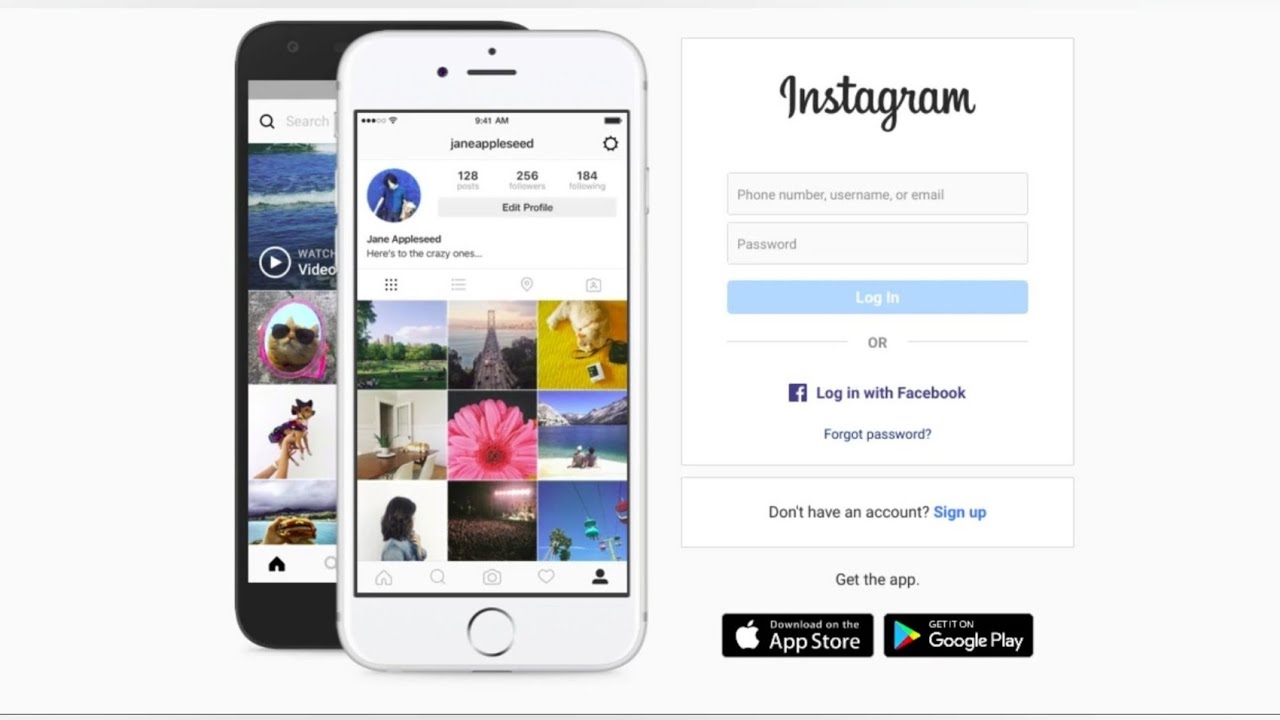 Search
WATCH
Video
9:41 AM
janeappleseed
128
256
184
posts
followers
following
Edit Profile
Jane Appleseed
Here's to the crazy ones...
Instagram
Phone number, username, or email
Password
Log In
OR
Log in with Facebook
Forgot password?
Don't have an account? Sign up
Get the app.
Download on the
App Store
GET IT ON
Google Play